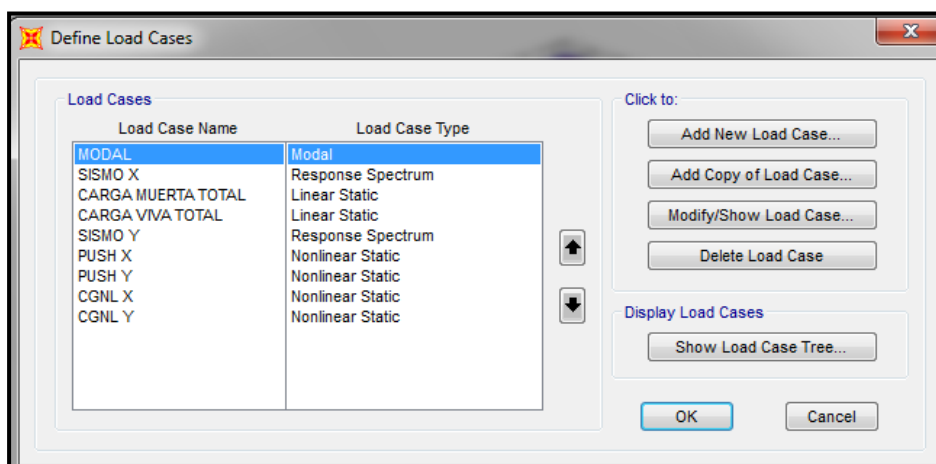 Define Load Cases
X
Load Cases
Load Case Name Load Case Type
MODAL Modal
SISMO X Response Spectrum
CARGA MUERTA TOTAL Linear Static
CARGA VIVA TOTAL Linear Static
SISMO Y Response Spectrum
PUSH X Nonlinear Static
PUSH Y Nonlinear Static
CGNL X Nonlinear Static
CGNL Y Nonlinear Static
Click to:
Add New Load Case...
Add Copy of Load Case...
Modify/Show Load Case...
Delete Load Case
Display Load Cases
Show Load Case Tree...
OK Cancel